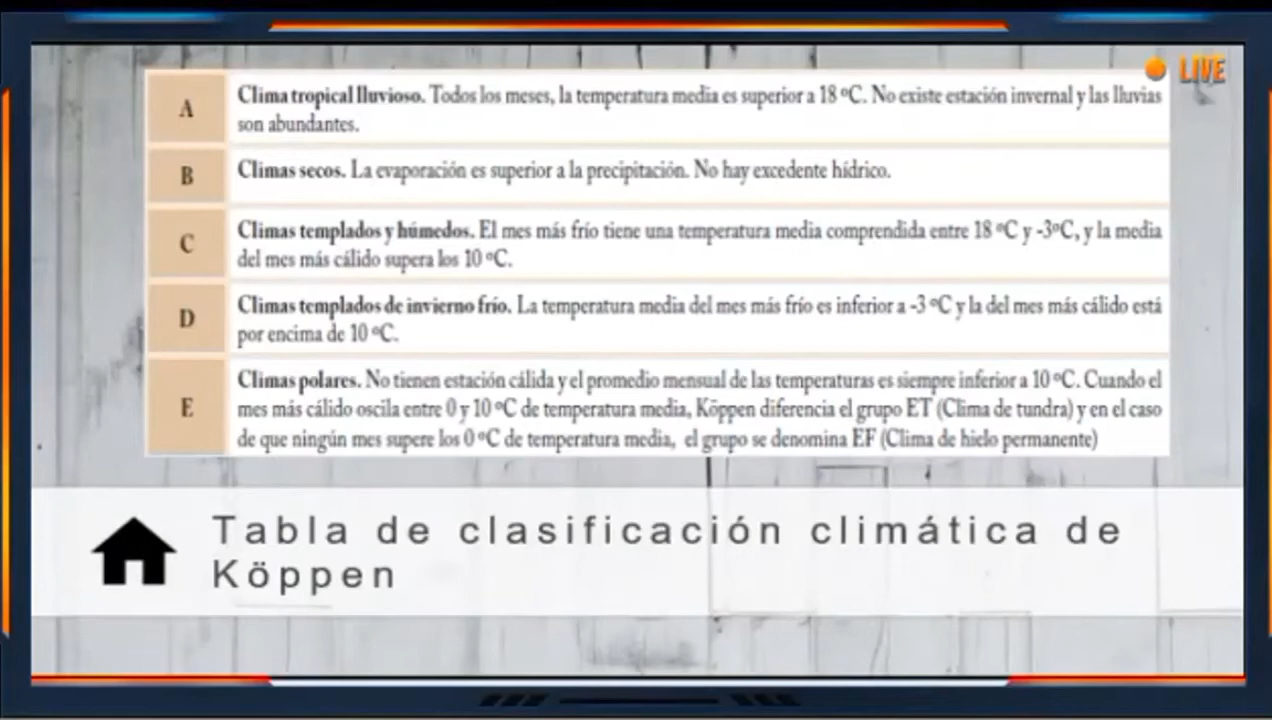 LIVE
A
Clima tropical lluvioso. Todos los meses, la temperatura media es superior a 18 ºC. No existe estación invernal y las lluvias
son abundantes.
B
Climas secos. La evaporación es superior a la precipitación. No hay excedente hídrico.
C
Climas templados y húmedos. El mes más frío tiene una temperatura media comprendida entre 18 ºC y -3ºC, y la media
del mes más cálido supera los 10 ºC.
D
Climas templados de invierno frío. La temperatura media del mes más frío es inferior a -3 ºC y la del mes más cálido está
por encima de 10 ºC.
E
Climas polares. No tienen estación cálida y el promedio mensual de las temperaturas es siempre inferior a 10 ºC. Cuando el
mes más cálido oscila entre 0 y 10 ºC de temperatura media, Köppen diferencia el grupo ET (Clima de tundra) y en el caso
de que ningún mes supere los 0 ºC de temperatura media, el grupo se denomina EF (Clima de hielo permanente)
Tabla de clasificación climática de
Köppen